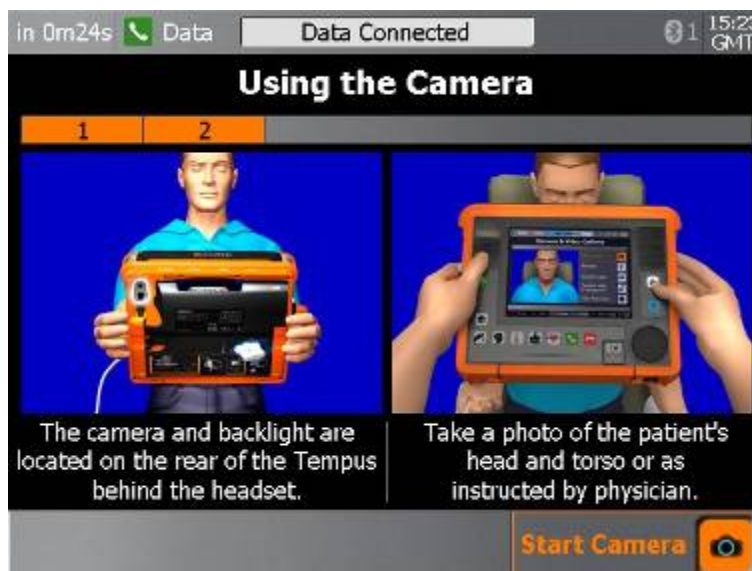 in 0m24s Data Data Connected 1 15:23
GMT
Using the Camera
1 2
The camera and backlight are
located on the rear of the Tempus
behind the headset.
Take a photo of the patient's
head and torso or as
instructed by physician.
Start Camera